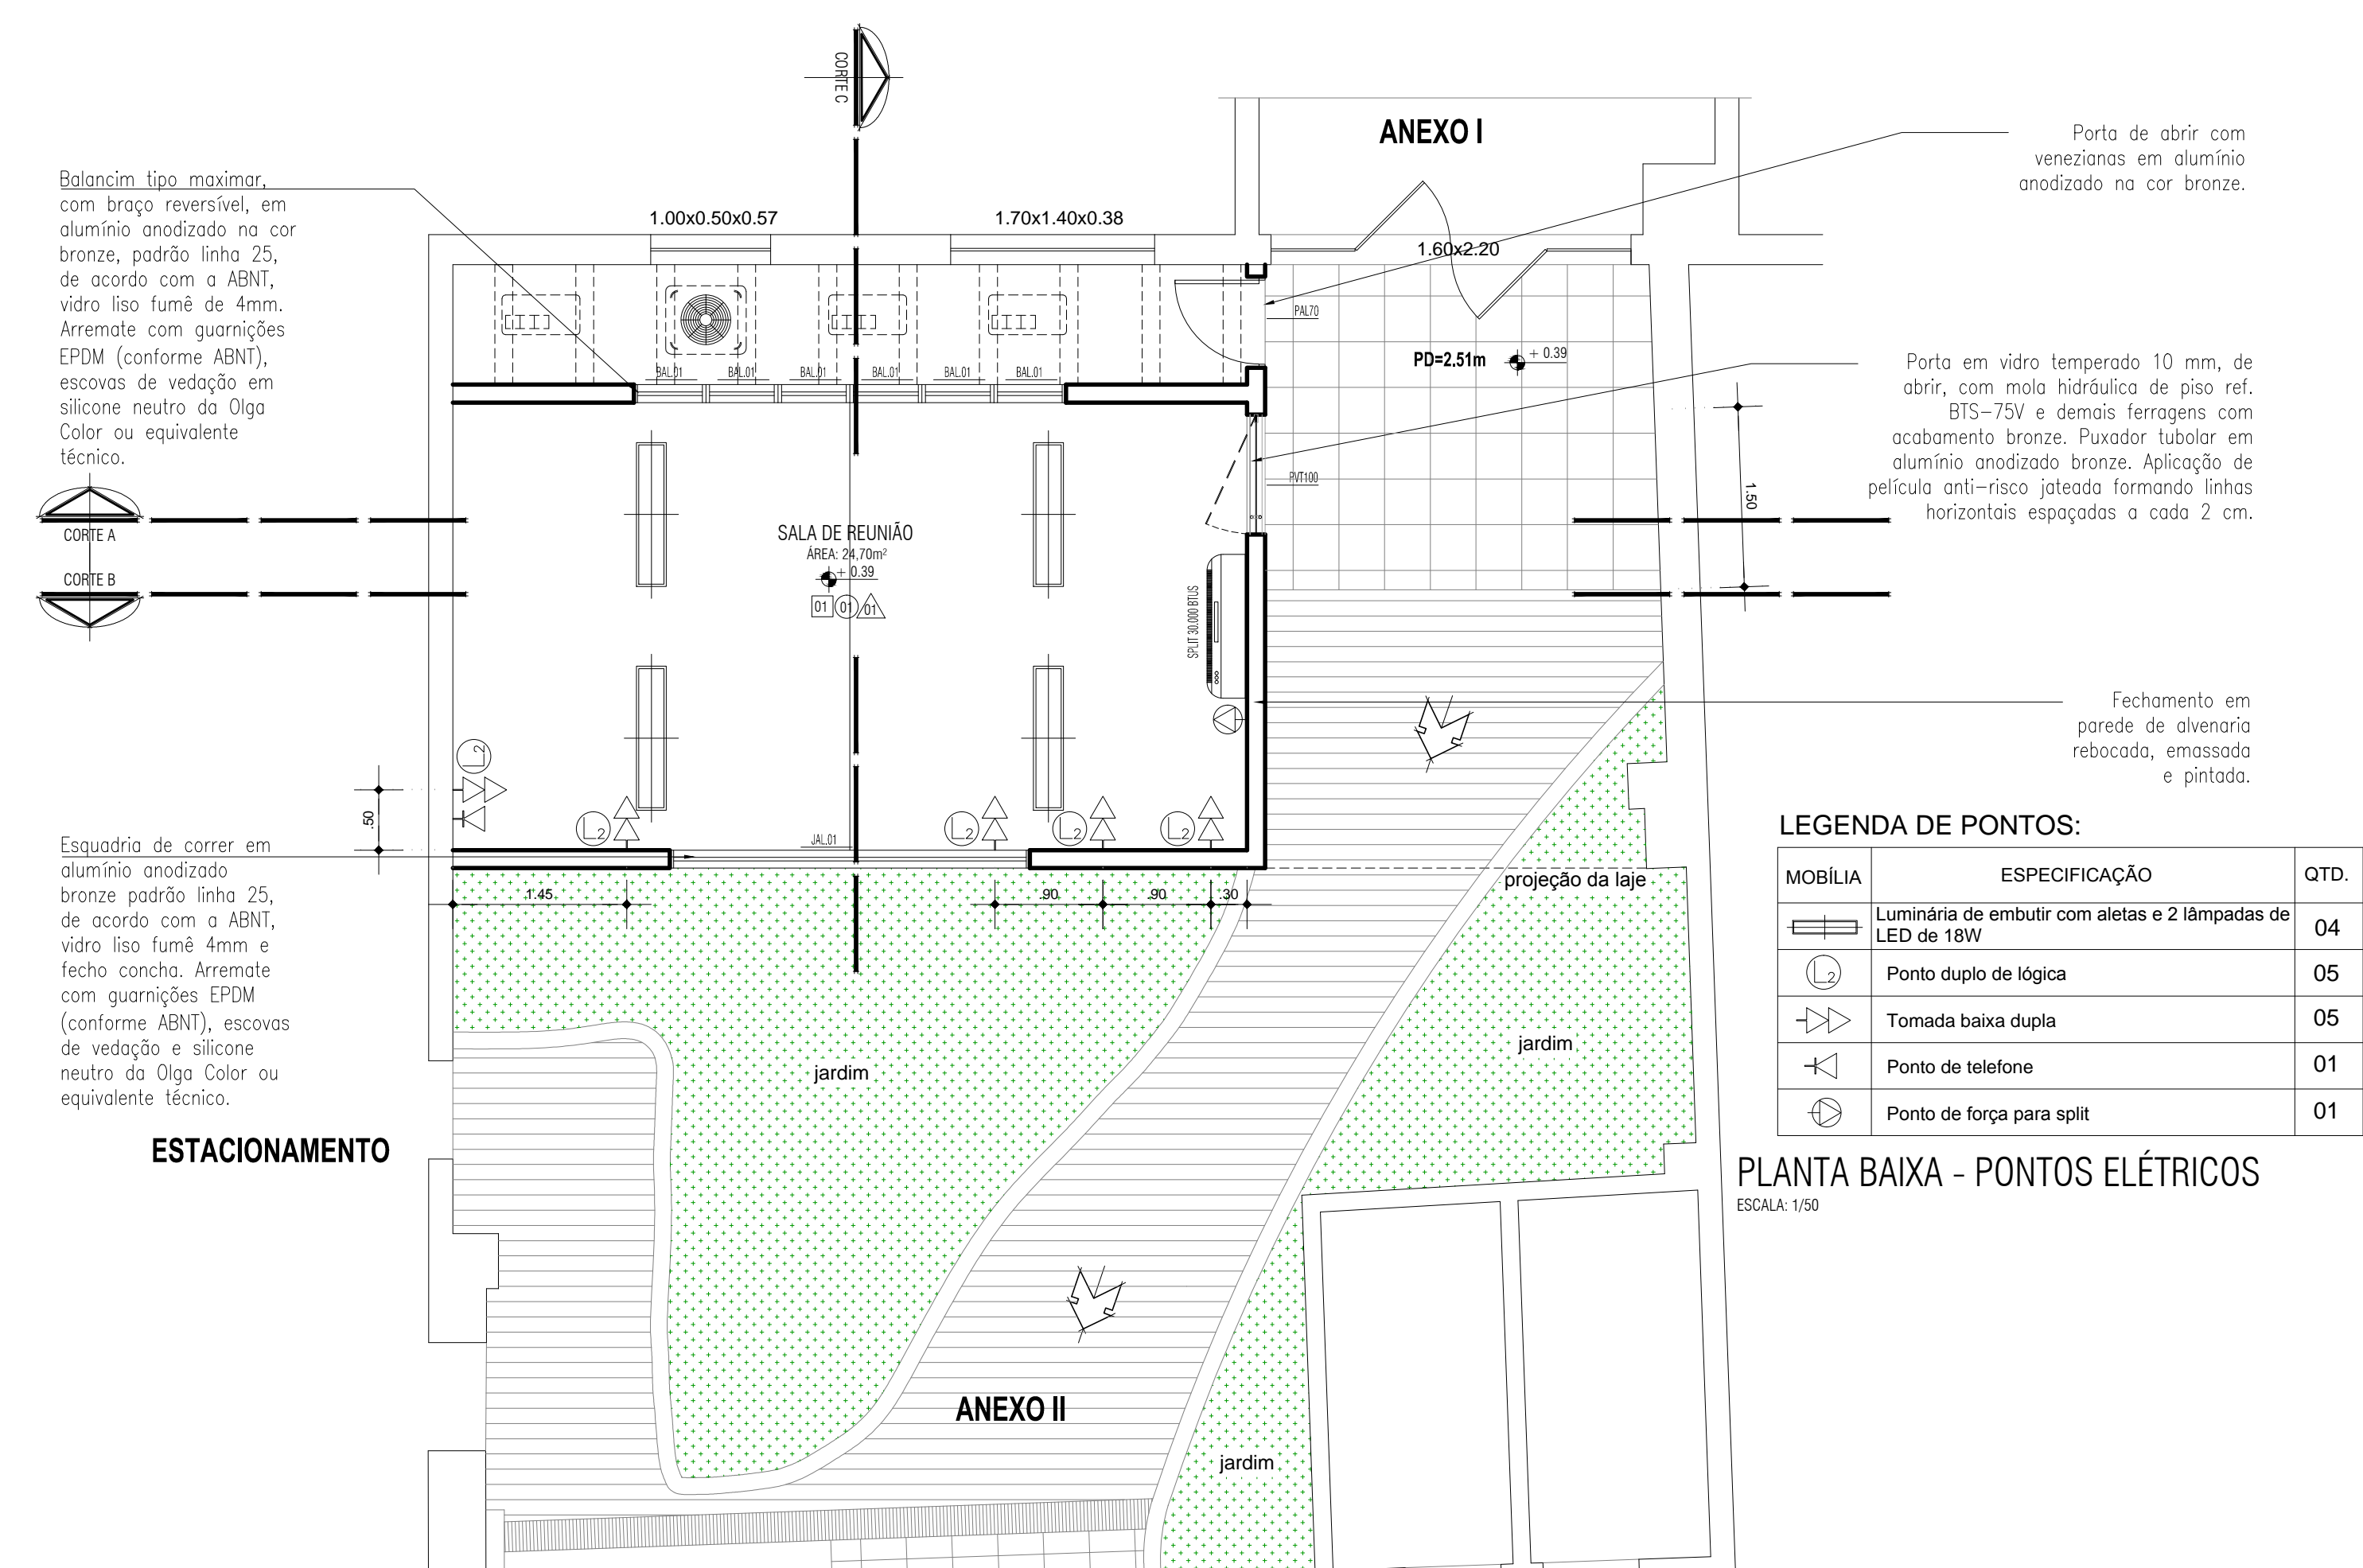 CORTE C
ANEXO I
Porta de abrir com
venezianas em alumínio
anodizado na cor bronze.
Balancim tipo maximar,
com braço reversível, em
alumínio anodizado na cor
bronze, padrão linha 25,
de acordo com a ABNT,
vidro liso fumê de 4mm.
Arremate com guarnições
EPDM (conforme ABNT),
escovas de vedação em
silicone neutro da Olga
Color ou equivalente
técnico.
1.00x0.50x0.57
1.70x1.40x0.38
1.60x2.20
PAL70
PD=2.51m
+ 0.39
BAL.01
BAL.01
BAL.01
BAL.01
BAL.01
BAL.01
Porta em vidro temperado 10 mm, de
abrir, com mola hidráulica de piso ref.
BTS-75V e demais ferragens com
acabamento bronze. Puxador tubolar em
alumínio anodizado bronze. Aplicação de
película anti-risco jateada formando linhas
horizontais espaçadas a cada 2 cm.
PVT100
1.50
CORTE A
CORTE B
SALA DE REUNIÃO
ÁREA: 24,70m²
+ 0.39
01 01 01
SPLIT 30.000 BTUS
Fechamento em
parede de alvenaria
rebocada, emassada
e pintada.
L2
.50
L2
L2
L2
L2
JAL.01
Esquadria de correr em
alumínio anodizado
bronze padrão linha 25,
de acordo com a ABNT,
vidro liso fumê 4mm e
fecho concha. Arremate
com guarnições EPDM
(conforme ABNT), escovas
de vedação e silicone
neutro da Olga Color ou
equivalente técnico.
1.45
.90
.90
.30
projeção da laje
LEGENDA DE PONTOS:
MOBÍLIA ESPECIFICAÇÃO QTD.
Luminária de embutir com aletas e 2 lâmpadas de
LED de 18W 04
L2 Ponto duplo de lógica 05
Tomada baixa dupla 05
Ponto de telefone 01
Ponto de força para split 01
jardim
jardim
ESTACIONAMENTO
PLANTA BAIXA - PONTOS ELÉTRICOS
ESCALA: 1/50
ANEXO II
jardim